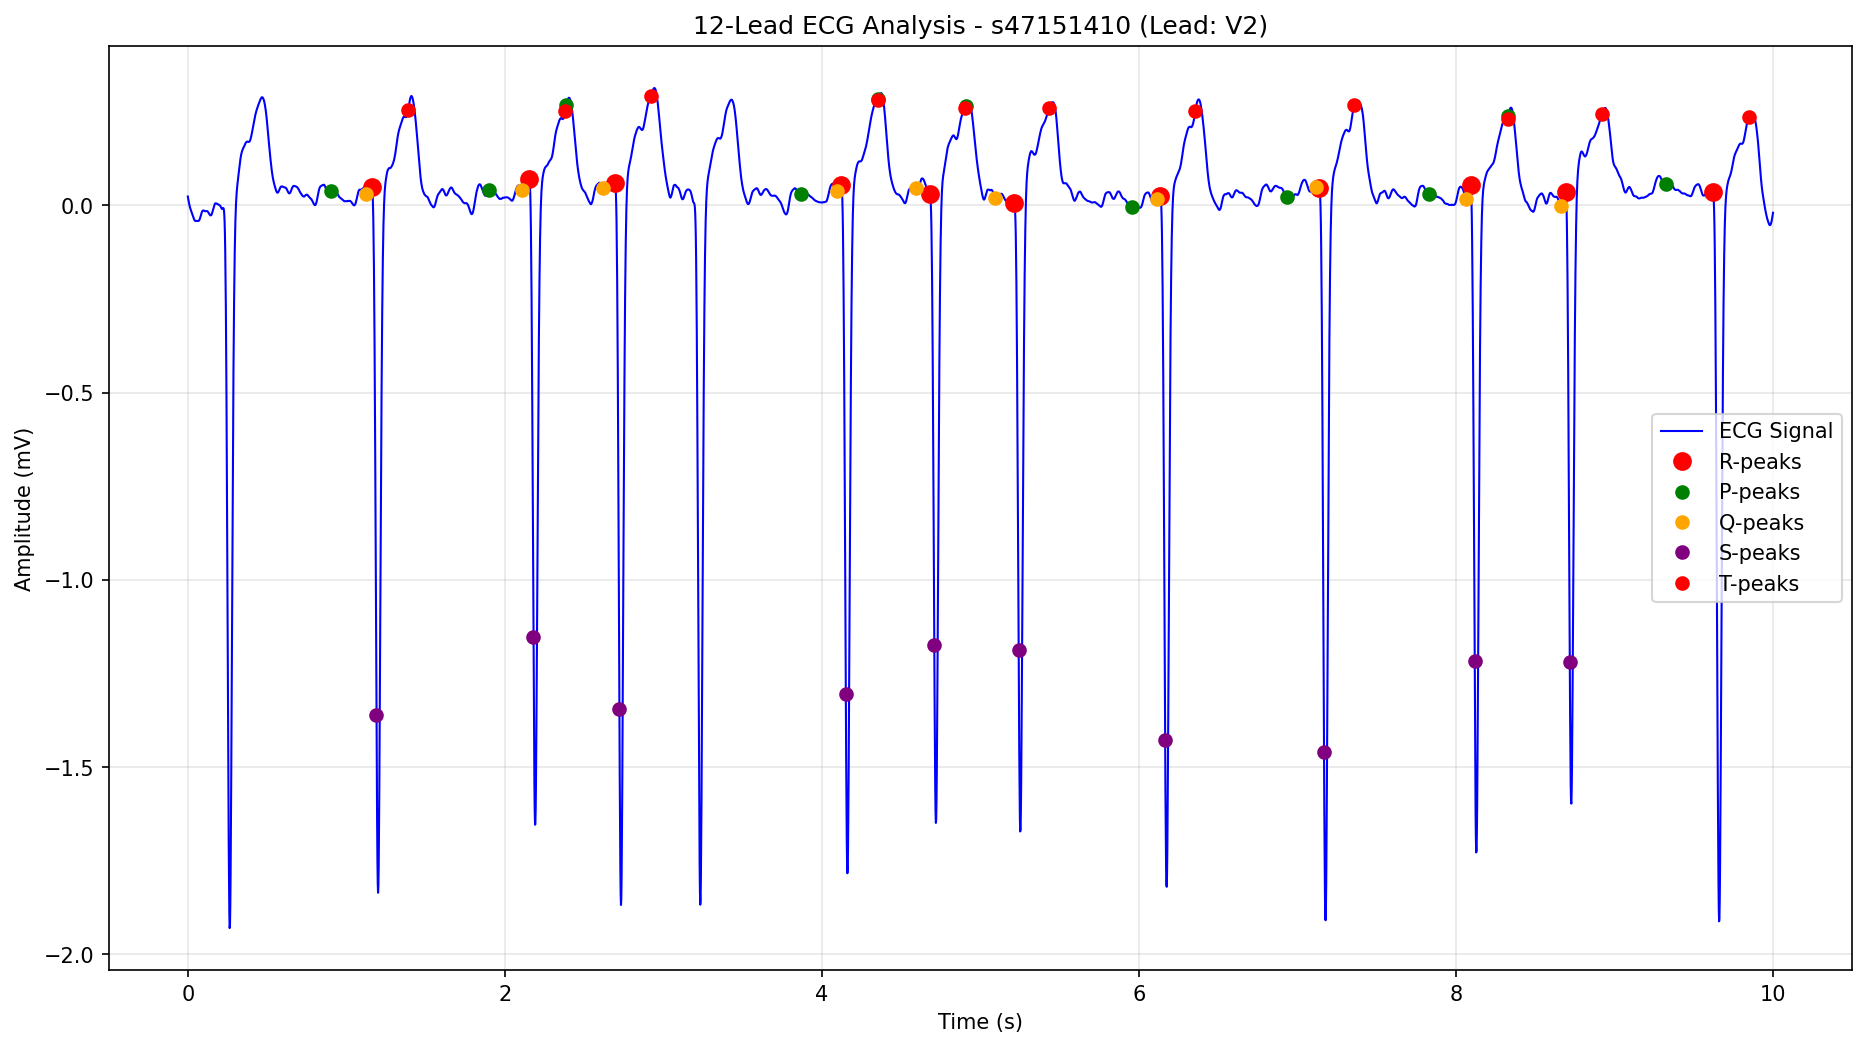 12-Lead ECG Analysis - s47151410 (Lead: V2)
Amplitude (mV)
0.0
−0.5
−1.0
−1.5
−2.0
ECG Signal
R-peaks
P-peaks
Q-peaks
S-peaks
T-peaks
0 2 4 6 8 10
Time (s)